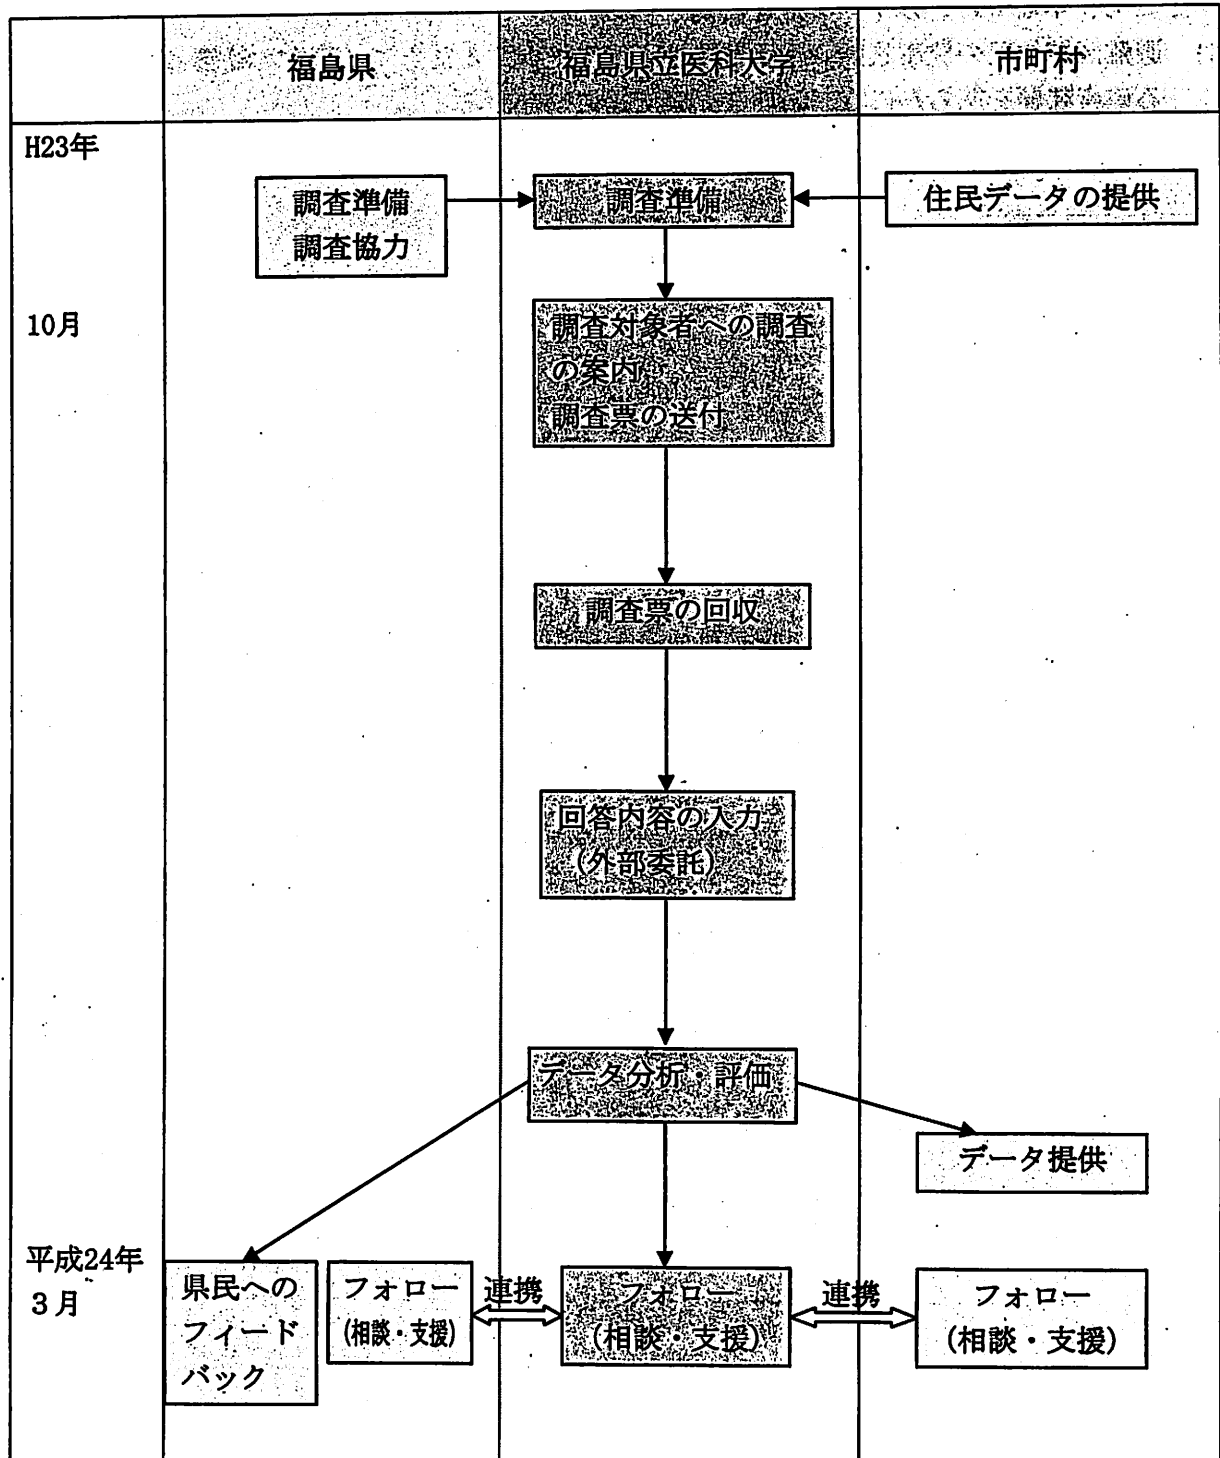 福島県
福島県立医科大学
市町村
H23年
調査準備
調査協力
調査準備
住民データの提供
10月
調査対象者への調査
の案内
調査票の送付
調査票の回収
回答内容の入力
(外部委託)
データ分析・評価
データ提供
平成24年
3月
県民への
フィード
バック
フォロー
(相談・支援)
連携
フォロー
(相談・支援)
連携
フォロー
(相談・支援)